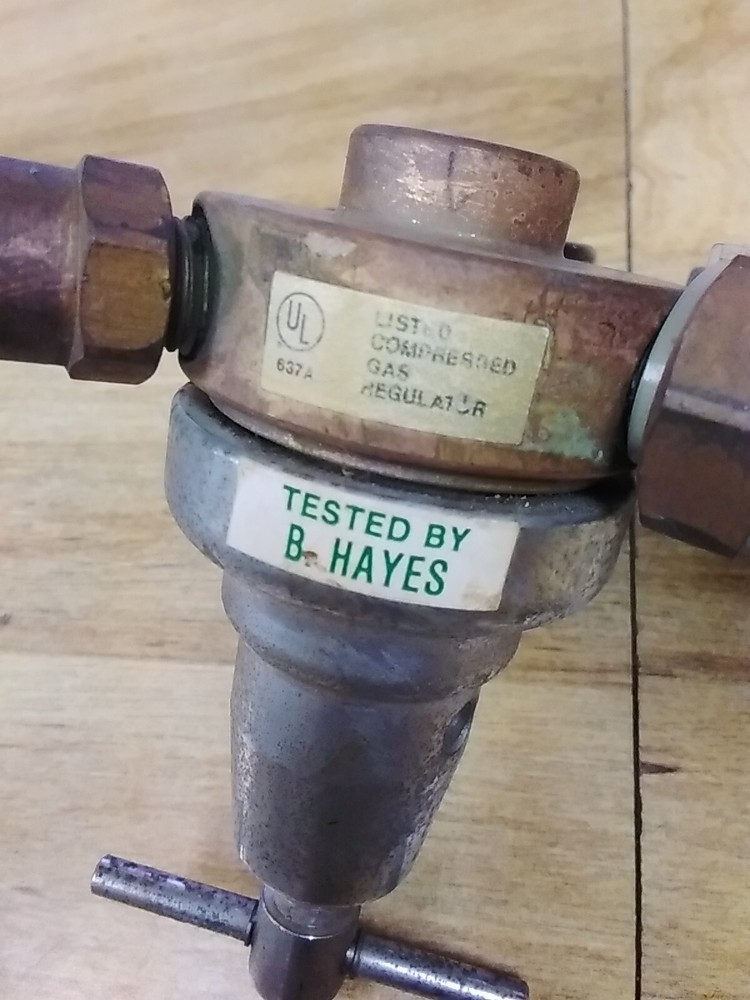 UL
LISTED
COMPRESSED
GAS
REGULATOR
637A
TESTED BY
B. HAYES